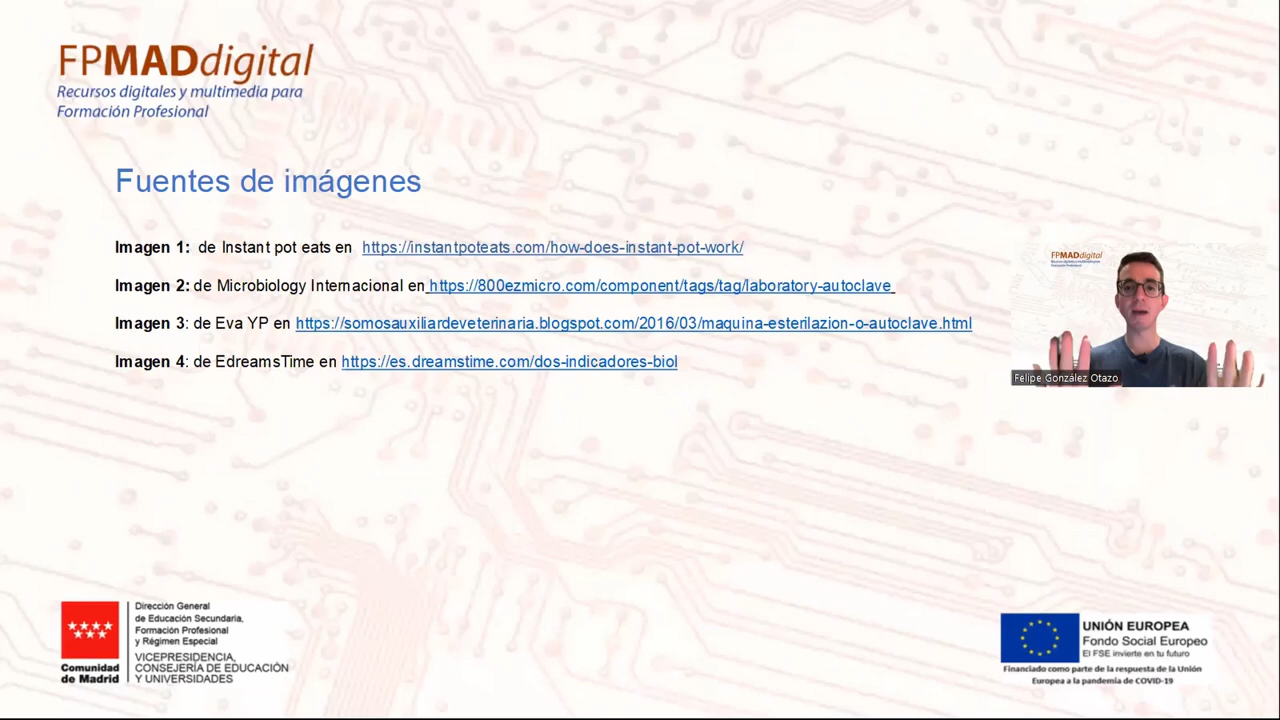 FPMADdigital
Recursos digitales y multimedia para
Formación Profesional
Fuentes de imágenes
Imagen 1: de Instant pot eats en https://instantpoteats.com/how-does-instant-pot-work/
Imagen 2: de Microbiology Internacional en https://800ezmicro.com/component/tags/tag/laboratory-autoclave
Imagen 3: de Eva YP en https://somosauxiliardeveterinaria.blogspot.com/2016/03/maquina-esterilazion-o-autoclave.html
Imagen 4: de EdreamsTime en https://es.dreamstime.com/dos-indicadores-biol
FPMADdigital
Felipe González Otazo
Comunidad
de Madrid
Dirección General
de Educación Secundaria,
Formación Profesional
y Régimen Especial
VICEPRESIDENCIA,
CONSEJERÍA DE EDUCACIÓN
Y UNIVERSIDADES
UNIÓN EUROPEA
Fondo Social Europeo
El FSE invierte en tu futuro
Financiado como parte de la respuesta de la Unión
Europea a la pandemia de COVID-19